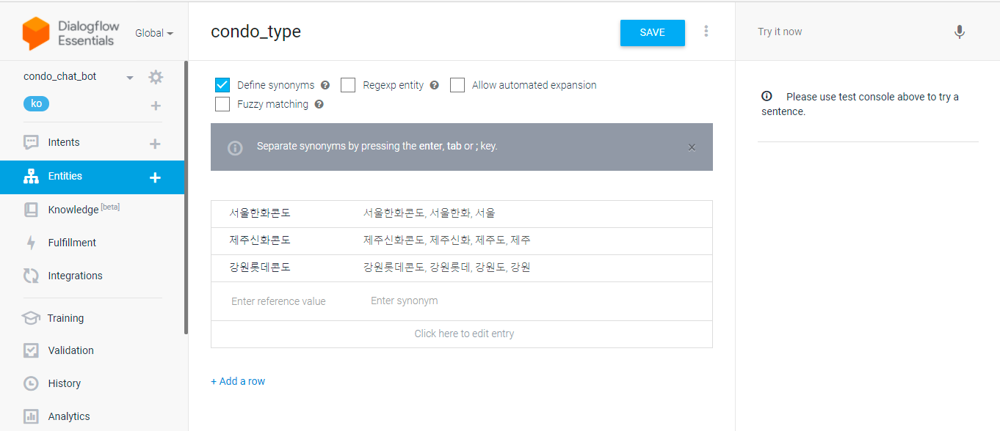 Dialogflow
Essentials
Global
condo_type
SAVE
Try it now
condo_chat_bot
ko
Define synonyms
Regexp entity
Allow automated expansion
Fuzzy matching
Please use test console above to try a
sentence.
Separate synonyms by pressing the enter, tab or ; key.
Intents
Entities
Knowledge [beta]
Fulfillment
Integrations
Training
Validation
History
Analytics
서울한화콘도
서울한화콘도, 서울한화, 서울
제주신화콘도
제주신화콘도, 제주신화, 제주도, 제주
강원롯데콘도
강원롯데콘도, 강원롯데, 강원도, 강원
Enter reference value
Enter synonym
Click here to edit entry
+ Add a row